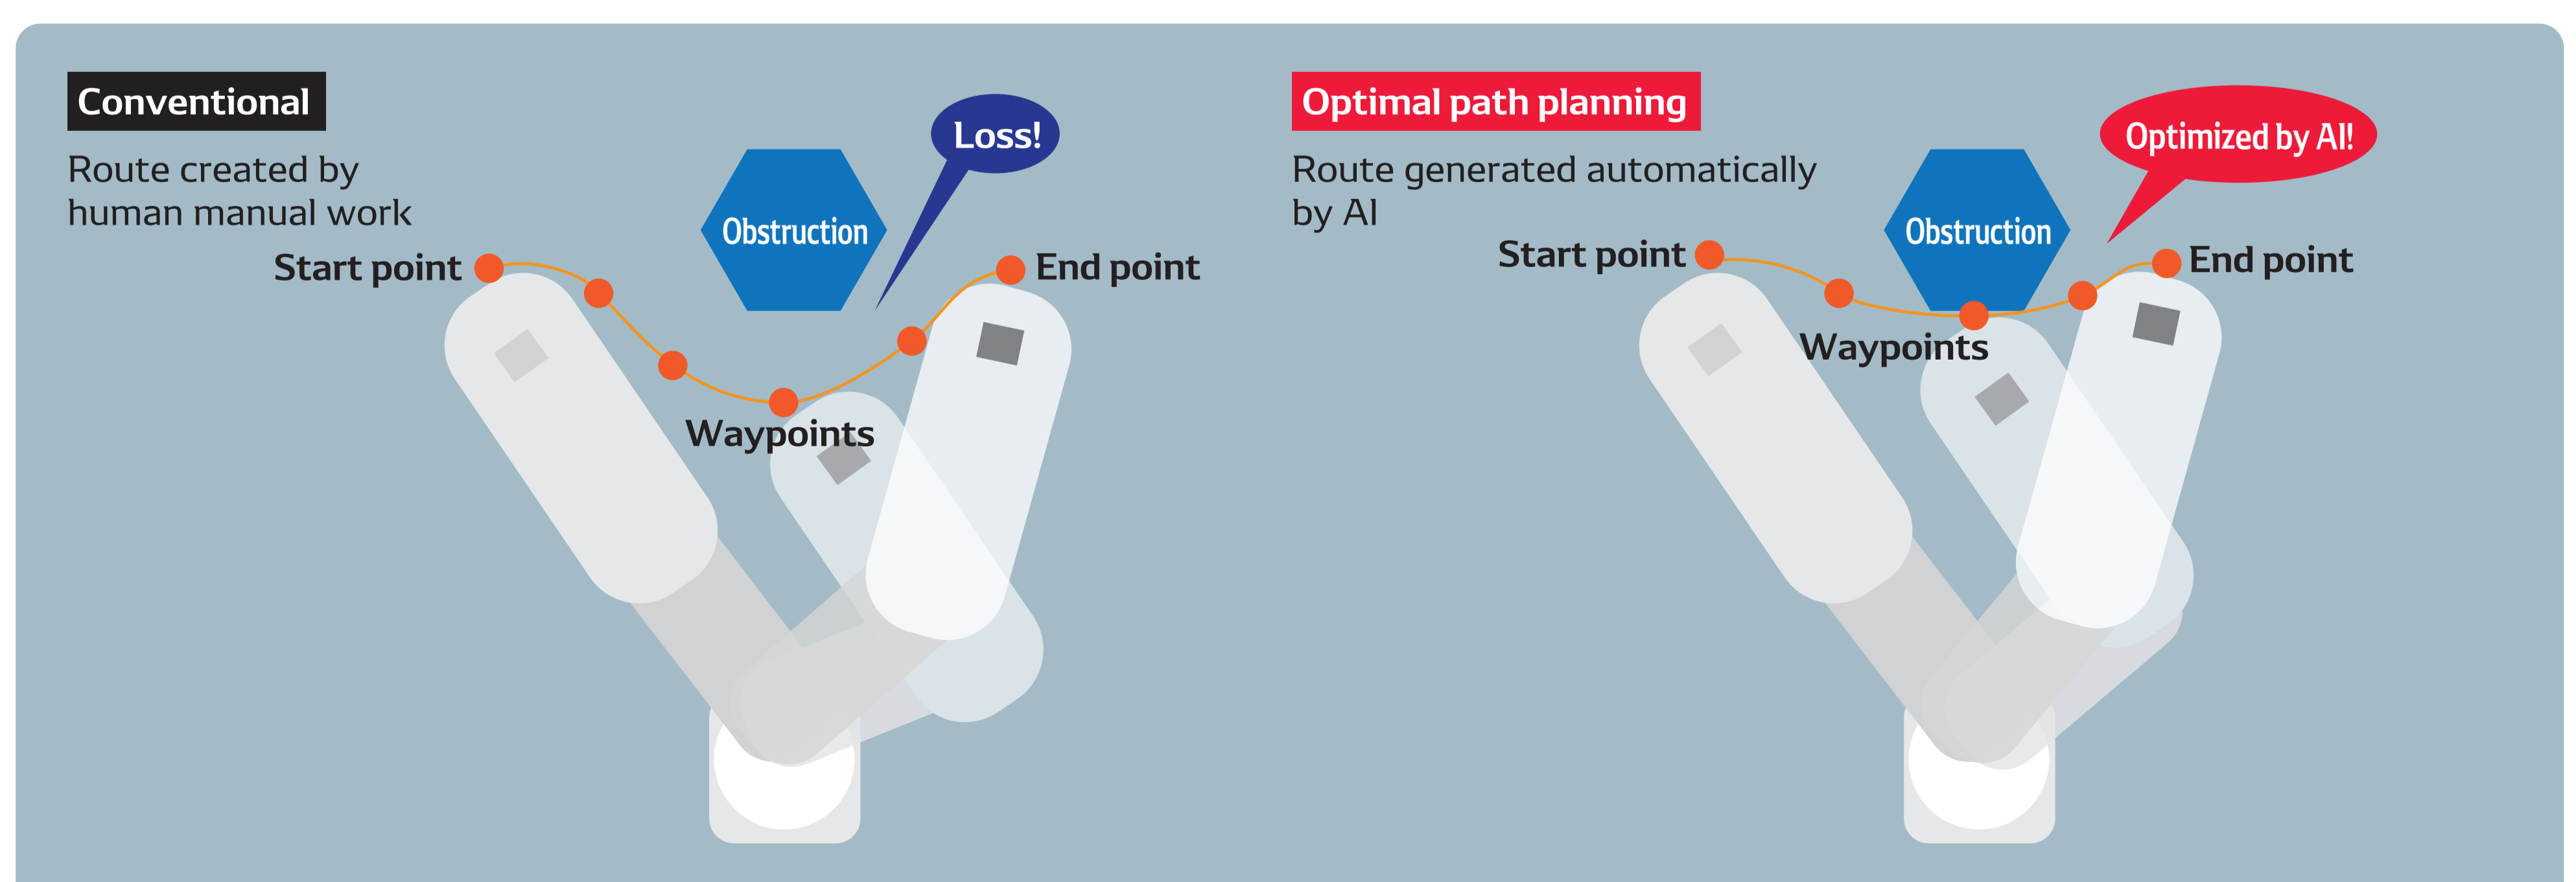 Conventional
Route created by
human manual work
Loss!
Obstruction
Start point
End point
Waypoints
Optimal path planning
Route generated automatically
by AI
Optimized by AI!
Obstruction
Start point
End point
Waypoints